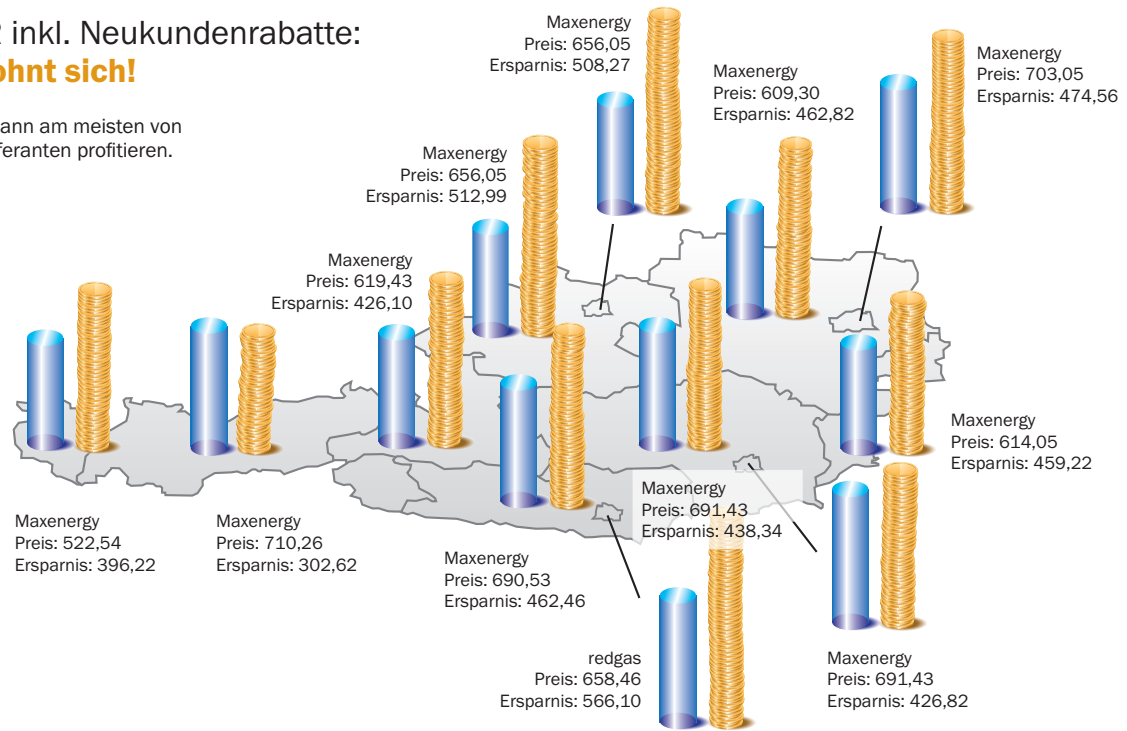 inkl. Neukundenrabatte:
ohnt sich!
ann am meisten von
feranten profitieren.
Maxenergy
Preis: 656,05
Ersparnis: 508,27
Maxenergy
Preis: 609,30
Ersparnis: 462,82
Maxenergy
Preis: 703,05
Ersparnis: 474,56
Maxenergy
Preis: 656,05
Ersparnis: 512,99
Maxenergy
Preis: 619,43
Ersparnis: 426,10
Maxenergy
Preis: 614,05
Ersparnis: 459,22
Maxenergy
Preis: 522,54
Ersparnis: 396,22
Maxenergy
Preis: 710,26
Ersparnis: 302,62
Maxenergy
Preis: 690,53
Ersparnis: 462,46
Maxenergy
Preis: 691,43
Ersparnis: 438,34
redgas
Preis: 658,46
Ersparnis: 566,10
Maxenergy
Preis: 691,43
Ersparnis: 426,82